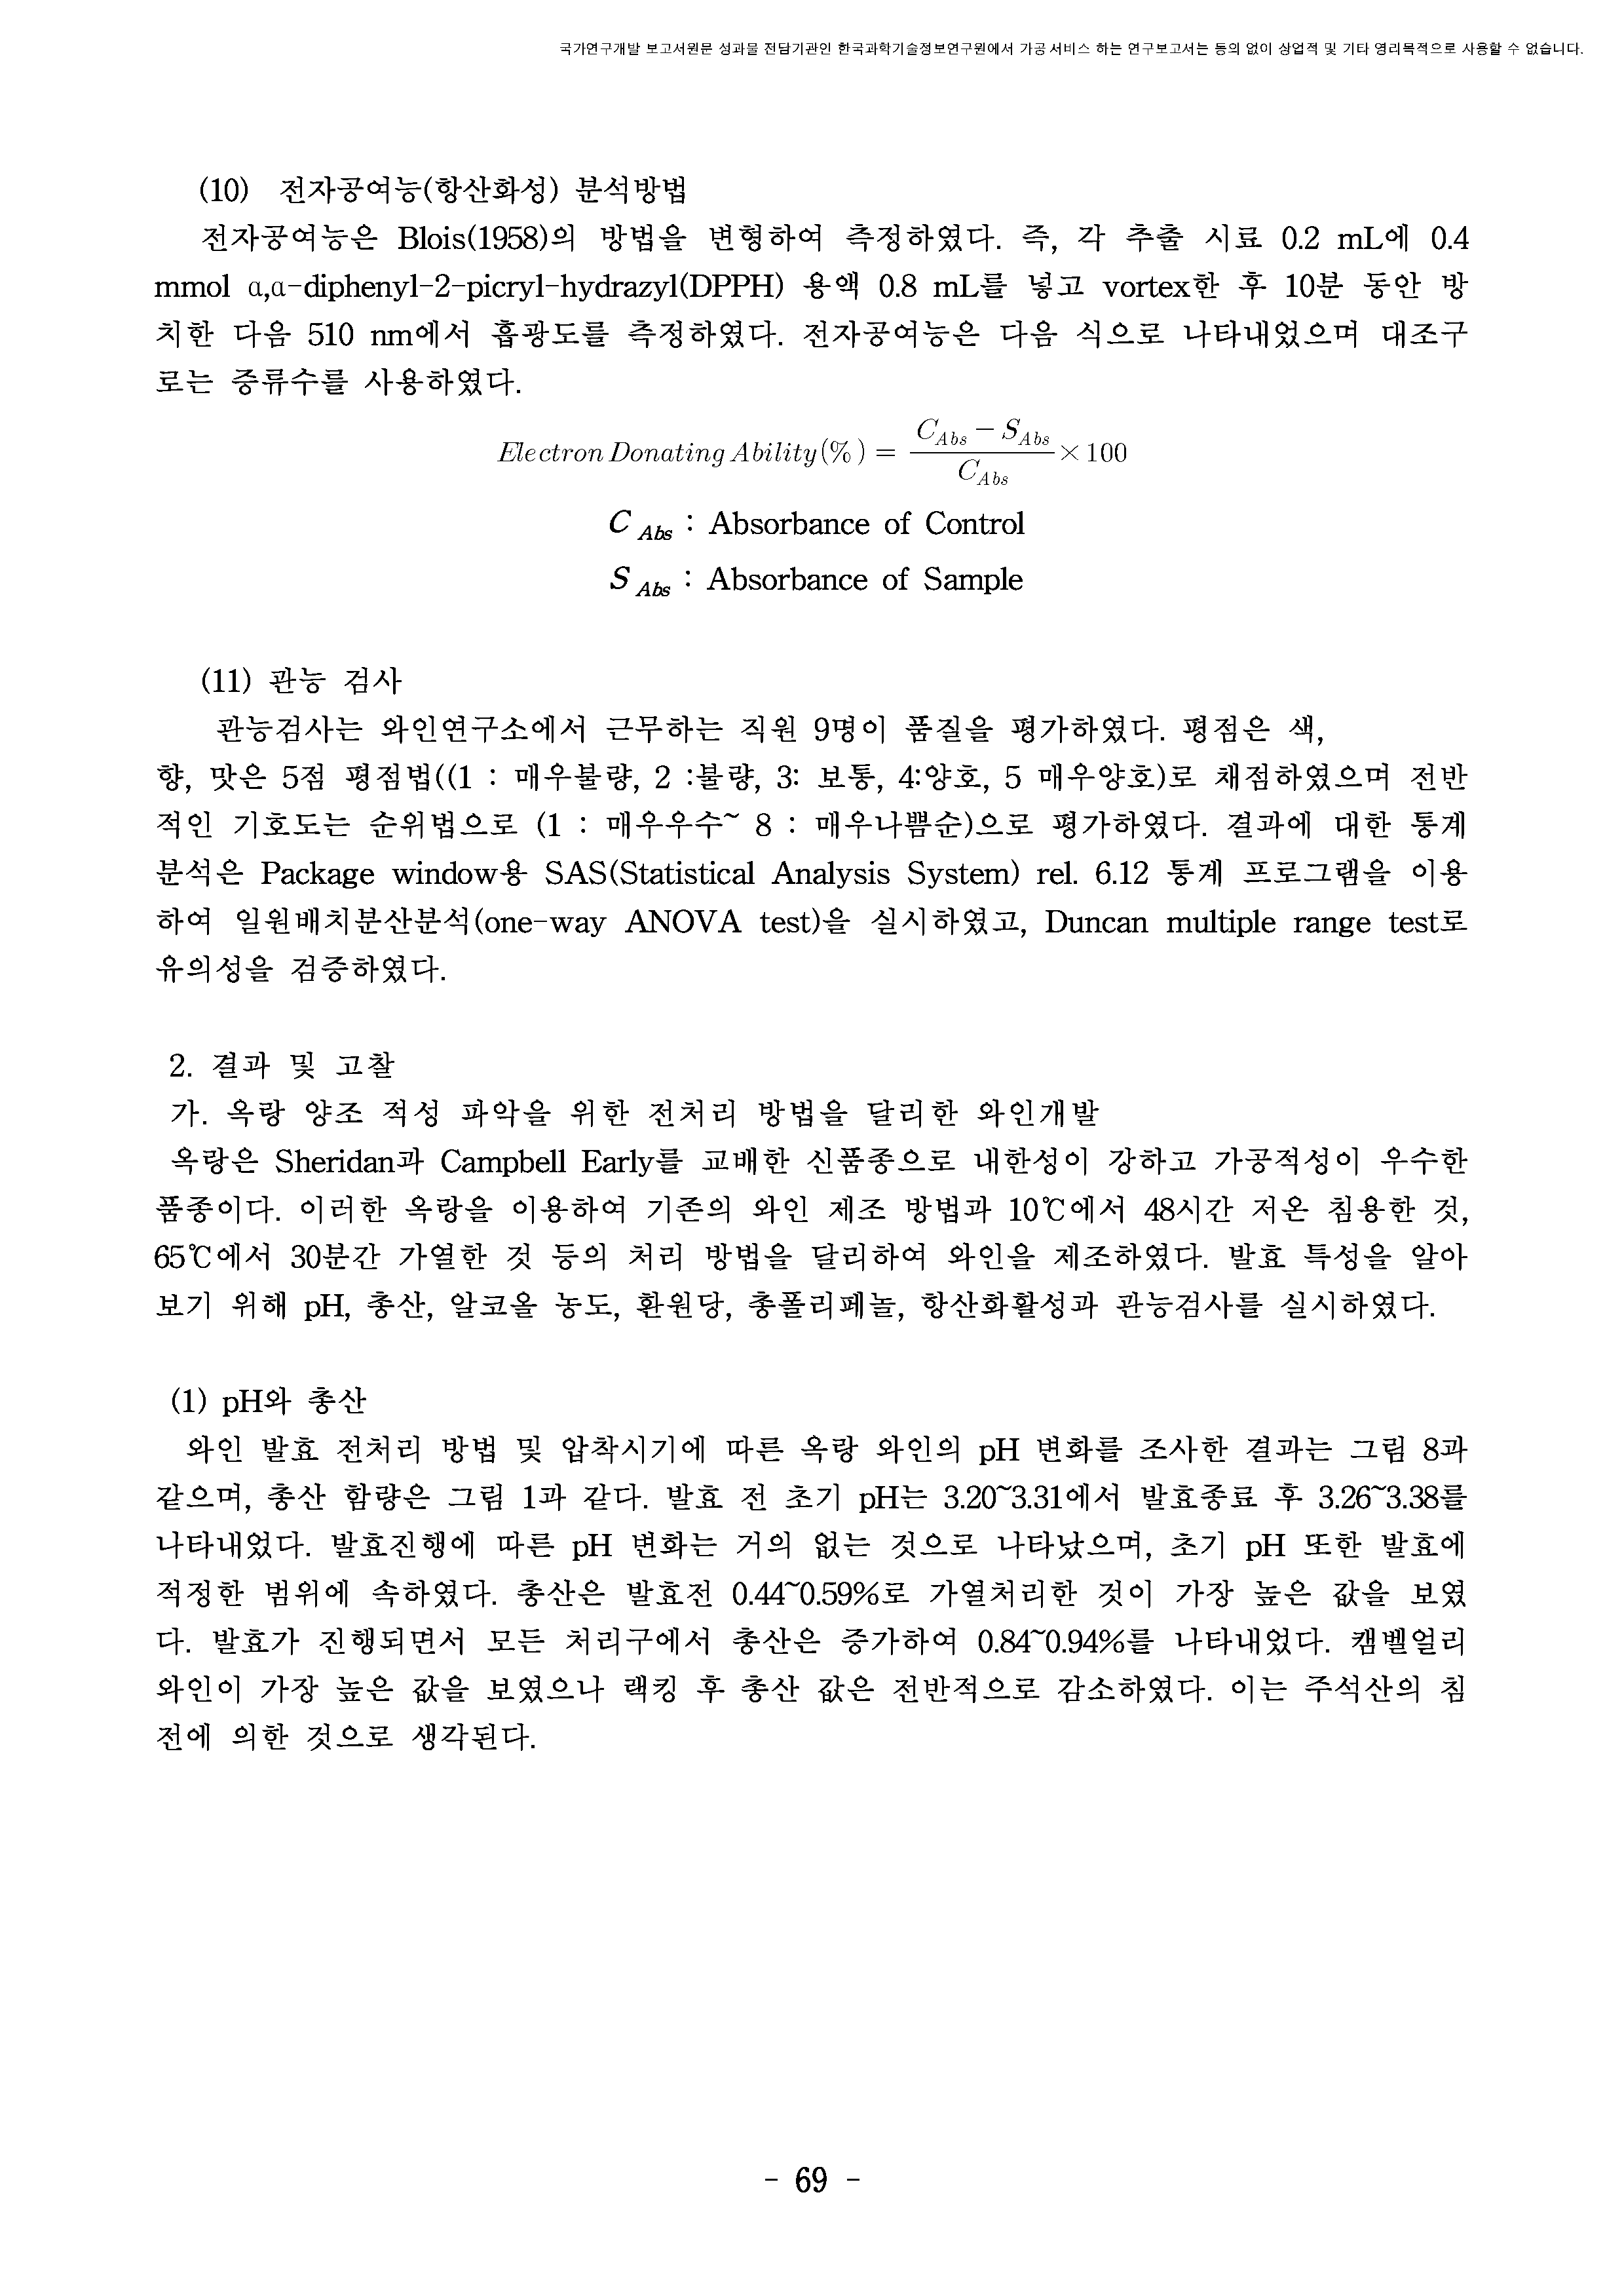 국가연구개발 보고서원문 성과물 전담기관인 한국과학기술정보연구원에서 가공·서비스 하는 연구보고서는 동의 없이 상업적 및 기타 영리목적으로 사용할 수 없습니다.
(10) 전자공여능(항산화성) 분석방법
전자공여능은 Blois(1958)의 방법을 변형하여 측정하였다. 즉, 각 추출 시료 0.2 mL에 0.4
mmol α,α-diphenyl-2-picryl-hydrazyl(DPPH) 용액 0.8 mL를 넣고 vortex한 후 10분 동안 방
치한 다음 510 nm에서 흡광도를 측정하였다. 전자공여능은 다음 식으로 나타내었으며 대조구
로는 증류수를 사용하였다.
Electron Donating Ability(%) = (C_Abs − S_Abs) / C_Abs × 100
C Abs : Absorbance of Control
S Abs : Absorbance of Sample
(11) 관능 검사
관능검사는 와인연구소에서 근무하는 직원 9명이 품질을 평가하였다. 평점은 색,
향, 맛은 5점 평점법((1 : 매우불량, 2 :불량, 3: 보통, 4:양호, 5 매우양호)로 채점하였으며 전반
적인 기호도는 순위법으로 (1 : 매우우수~ 8 : 매우나쁨순)으로 평가하였다. 결과에 대한 통계
분석은 Package window용 SAS(Statistical Analysis System) rel. 6.12 통계 프로그램을 이용
하여 일원배치분산분석(one-way ANOVA test)을 실시하였고, Duncan multiple range test로
유의성을 검증하였다.
2. 결과 및 고찰
가. 옥랑 양조 적성 파악을 위한 전처리 방법을 달리한 와인개발
옥랑은 Sheridan과 Campbell Early를 교배한 신품종으로 내한성이 강하고 가공적성이 우수한
품종이다. 이러한 옥랑을 이용하여 기존의 와인 제조 방법과 10℃에서 48시간 저온 침용한 것,
65℃에서 30분간 가열한 것 등의 처리 방법을 달리하여 와인을 제조하였다. 발효 특성을 알아
보기 위해 pH, 총산, 알코올 농도, 환원당, 총폴리페놀, 항산화활성과 관능검사를 실시하였다.
(1) pH와 총산
와인 발효 전처리 방법 및 압착시기에 따른 옥랑 와인의 pH 변화를 조사한 결과는 그림 8과
같으며, 총산 함량은 그림 1과 같다. 발효 전 초기 pH는 3.20~3.31에서 발효종료 후 3.26~3.38를
나타내었다. 발효진행에 따른 pH 변화는 거의 없는 것으로 나타났으며, 초기 pH 또한 발효에
적정한 범위에 속하였다. 총산은 발효전 0.44~0.59%로 가열처리한 것이 가장 높은 값을 보였
다. 발효가 진행되면서 모든 처리구에서 총산은 증가하여 0.84~0.94%를 나타내었다. 캠벨얼리
와인이 가장 높은 값을 보였으나 랙킹 후 총산 값은 전반적으로 감소하였다. 이는 주석산의 침
전에 의한 것으로 생각된다.
- 69 -